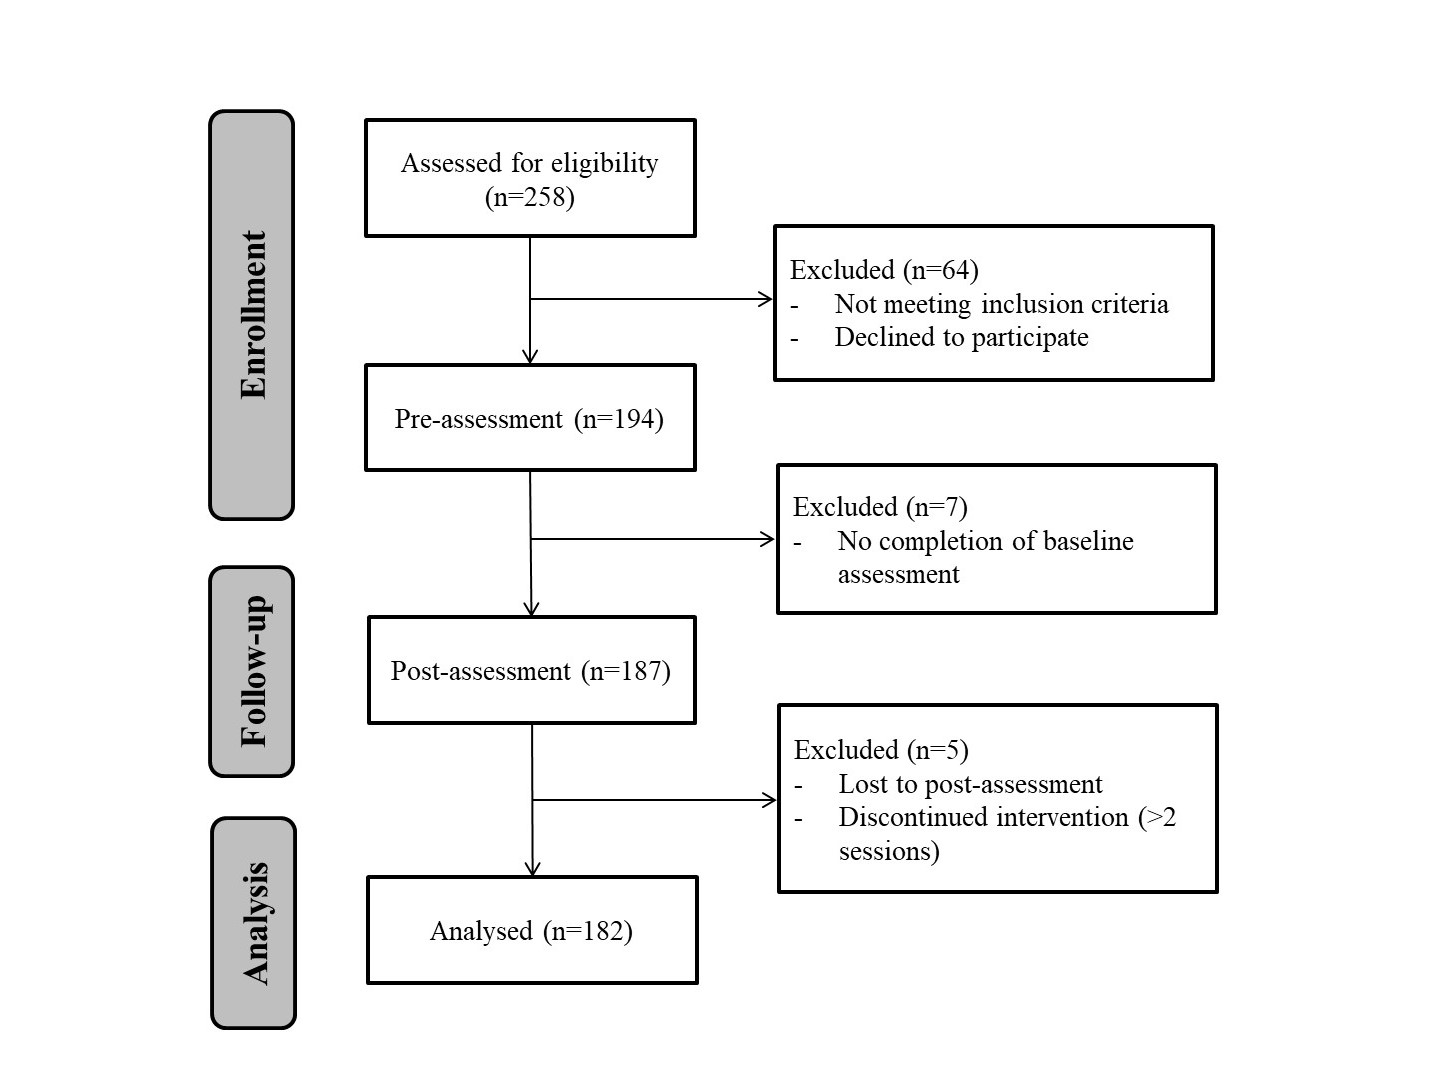 Enrollment
Assessed for eligibility
(n=258)
Excluded (n=64)
- Not meeting inclusion criteria
- Declined to participate
Pre-assessment (n=194)
Excluded (n=7)
- No completion of baseline
assessment
Follow-up
Post-assessment (n=187)
Excluded (n=5)
- Lost to post-assessment
- Discontinued intervention (>2
sessions)
Analysis
Analysed (n=182)